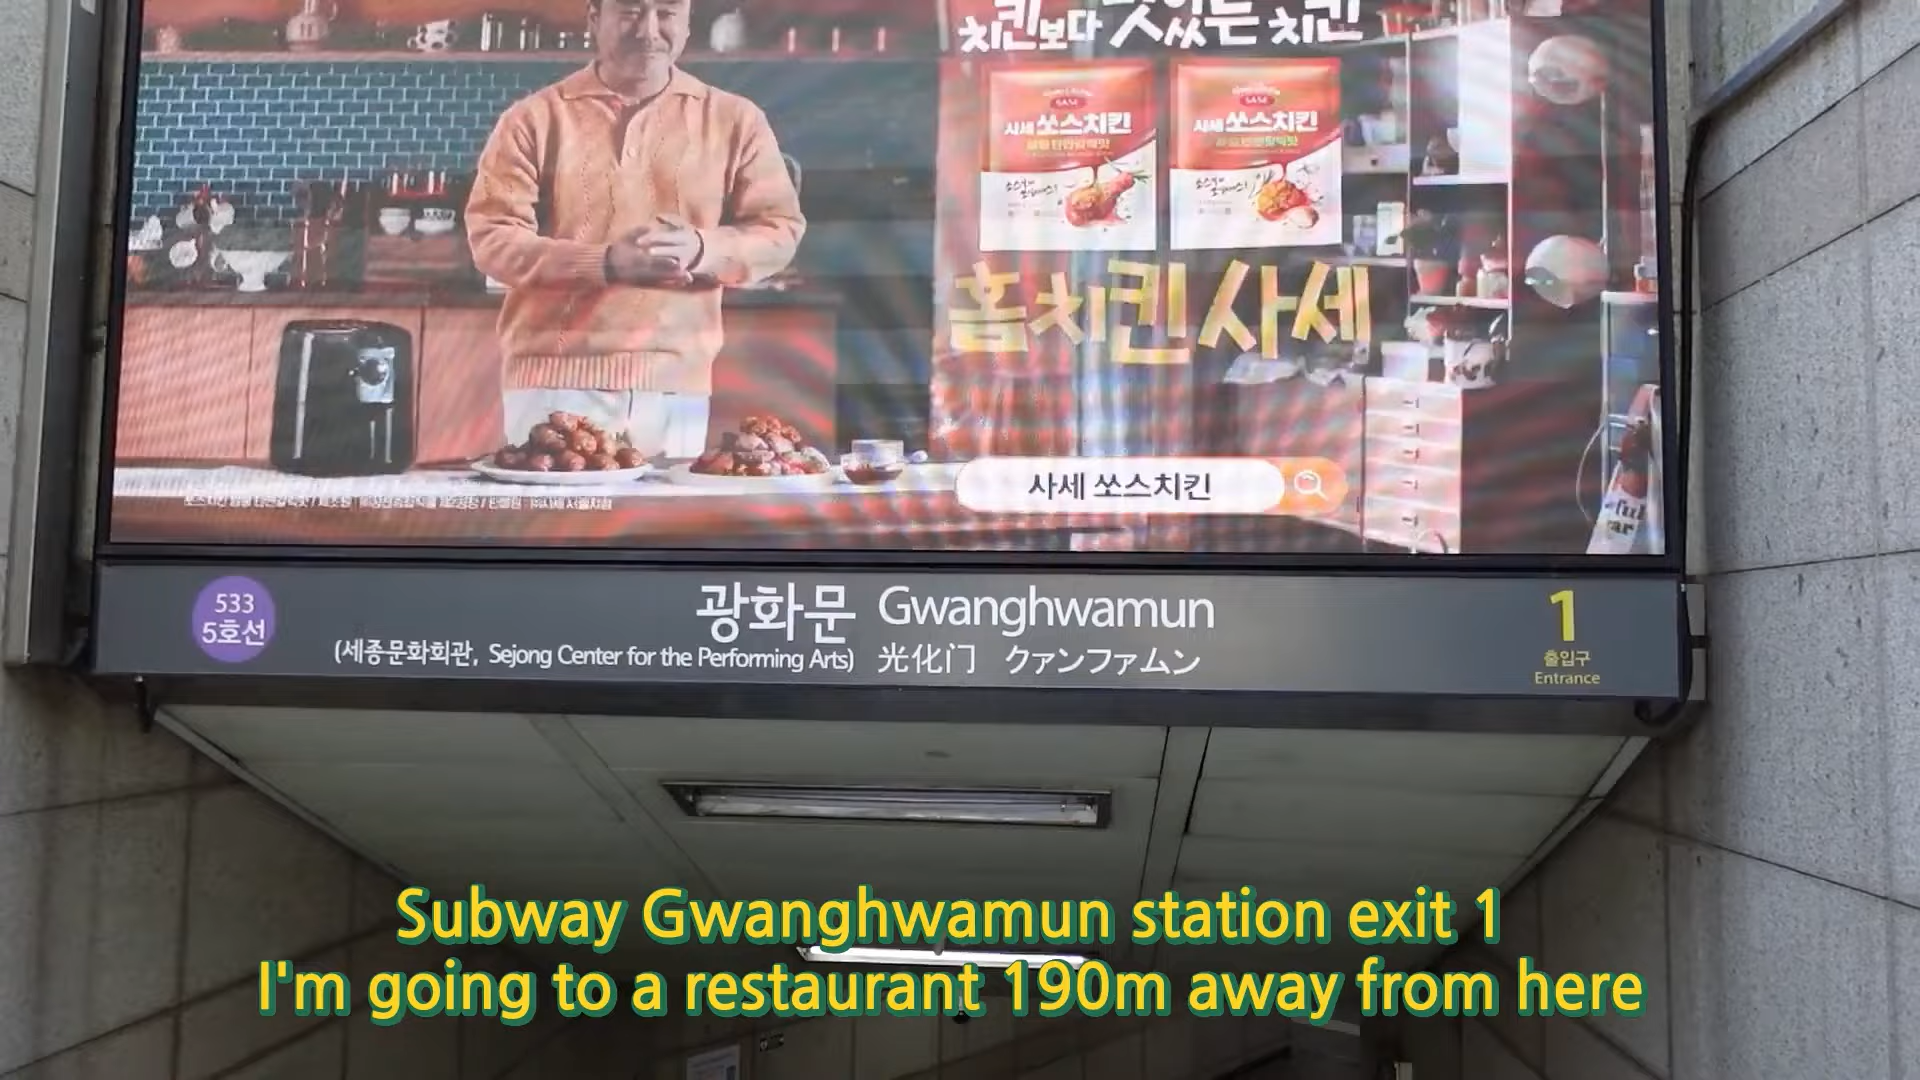 치킨보다 맛있는 치킨
SASE
사세 쏘스치킨
SASE
사세 쏘스치킨
홈치킨 사세
사세 쏘스치킨
533
5호선
광화문 Gwanghwamun
(세종문화회관, Sejong Center for the Performing Arts) 光化门 クァンファムン
1
출입구
Entrance
Subway Gwanghwamun station exit 1
I'm going to a restaurant 190m away from here